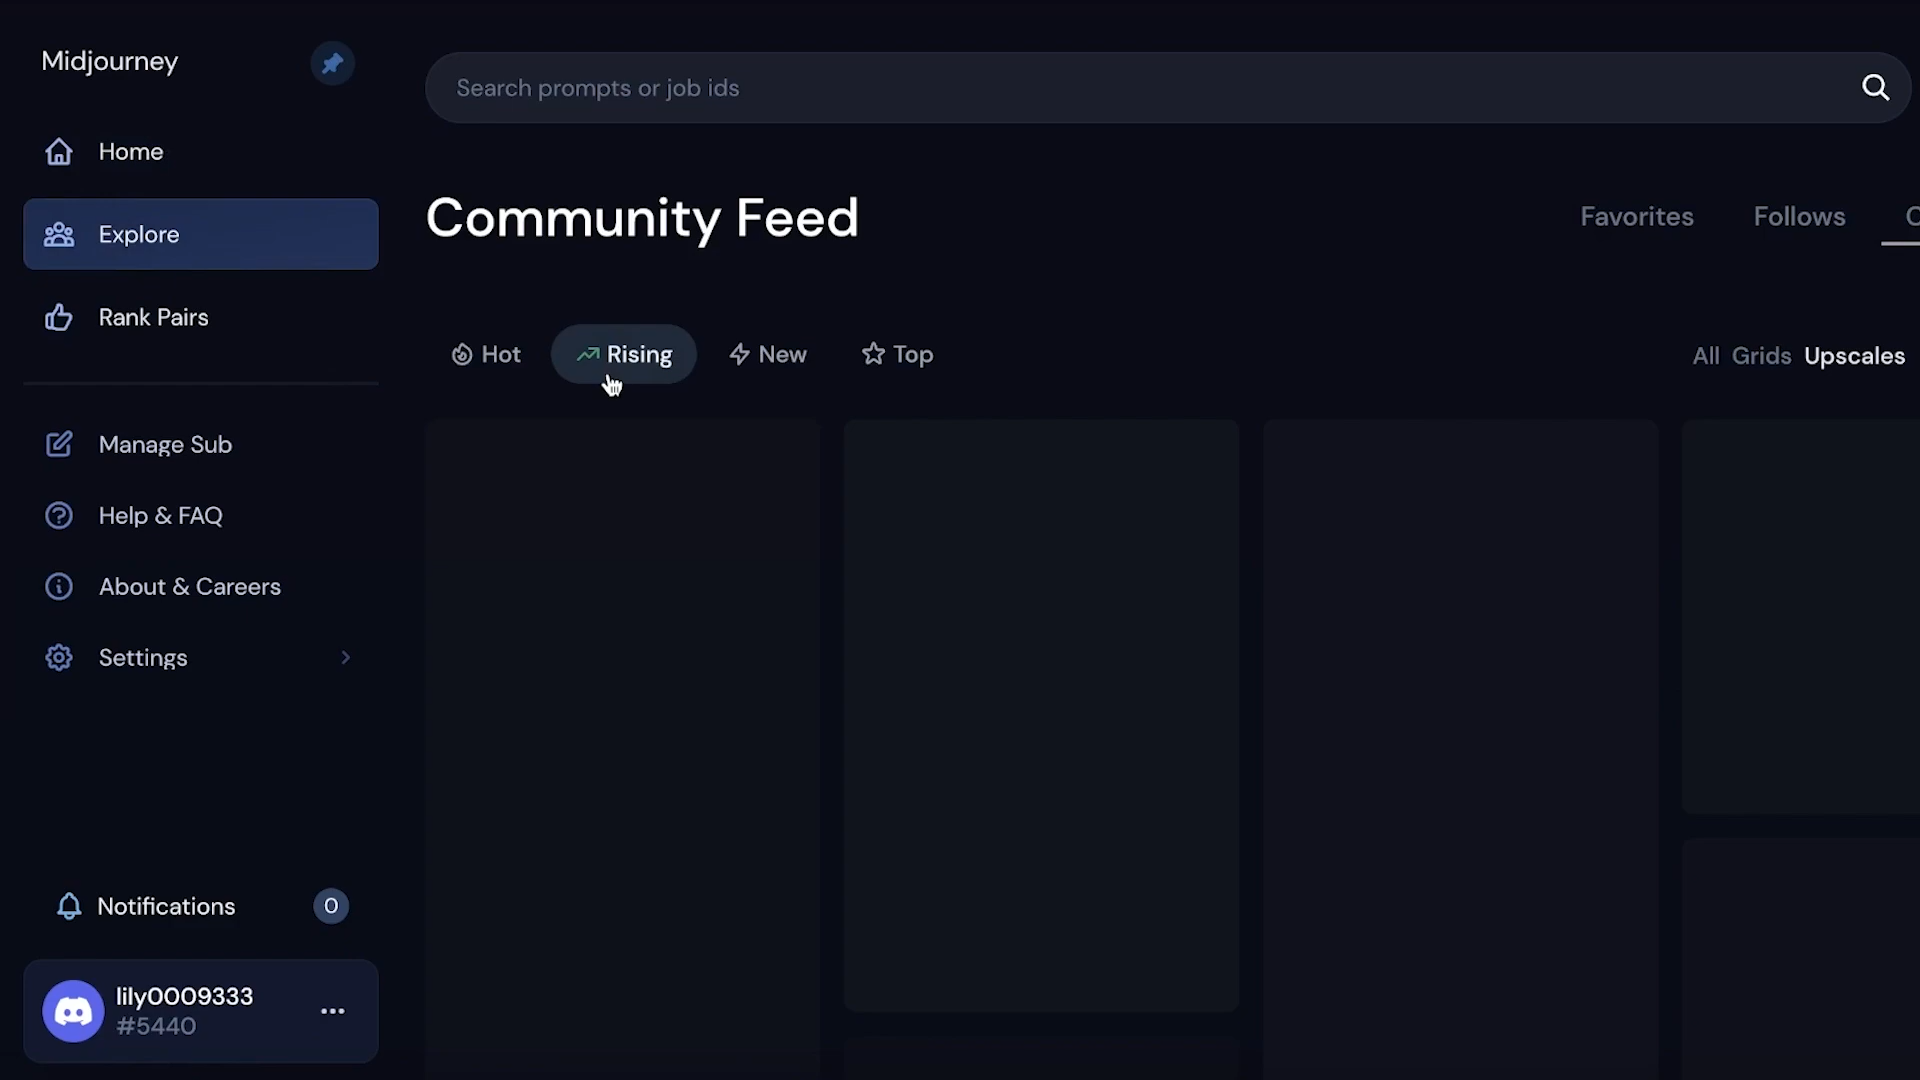 Midjourney
Search prompts or job ids
Home
Explore
Rank Pairs
Manage Sub
Help & FAQ
About & Careers
Settings
Notifications 0
lily0009333
#5440
Community Feed
Favorites Follows
Hot Rising New Top
All Grids Upscales